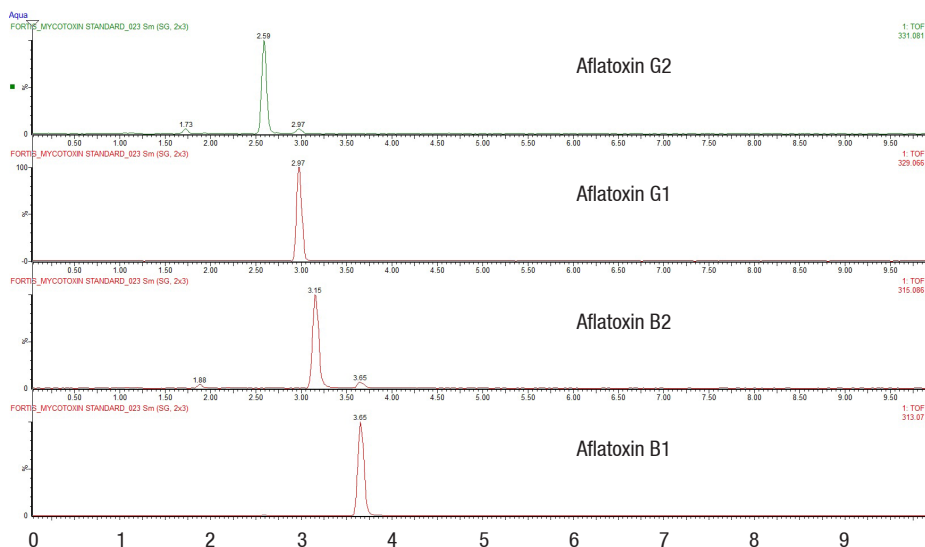 Aqua
FORTIS_MYCOTOXIN STANDARD_023 Sm (SG, 2x3)
1: TOF
331.081
2.59
Aflatoxin G2
%
1.73
2.97
0
0.50 1.00 1.50 2.00 2.50 3.00 3.50 4.00 4.50 5.00 5.50 6.00 6.50 7.00 7.50 8.00 8.50 9.00 9.50
FORTIS_MYCOTOXIN STANDARD_023 Sm (SG, 2x3)
1: TOF
329.066
100
2.97
Aflatoxin G1
%
-0
0.50 1.00 1.50 2.00 2.50 3.00 3.50 4.00 4.50 5.00 5.50 6.00 6.50 7.00 7.50 8.00 8.50 9.00 9.50
FORTIS_MYCOTOXIN STANDARD_023 Sm (SG, 2x3)
1: TOF
315.086
3.15
Aflatoxin B2
%
1.88
3.65
0
0.50 1.00 1.50 2.00 2.50 3.00 3.50 4.00 4.50 5.00 5.50 6.00 6.50 7.00 7.50 8.00 8.50 9.00 9.50
FORTIS_MYCOTOXIN STANDARD_023 Sm (SG, 2x3)
1: TOF
313.07
3.65
Aflatoxin B1
%
0
0 1 2 3 4 5 6 7 8 9